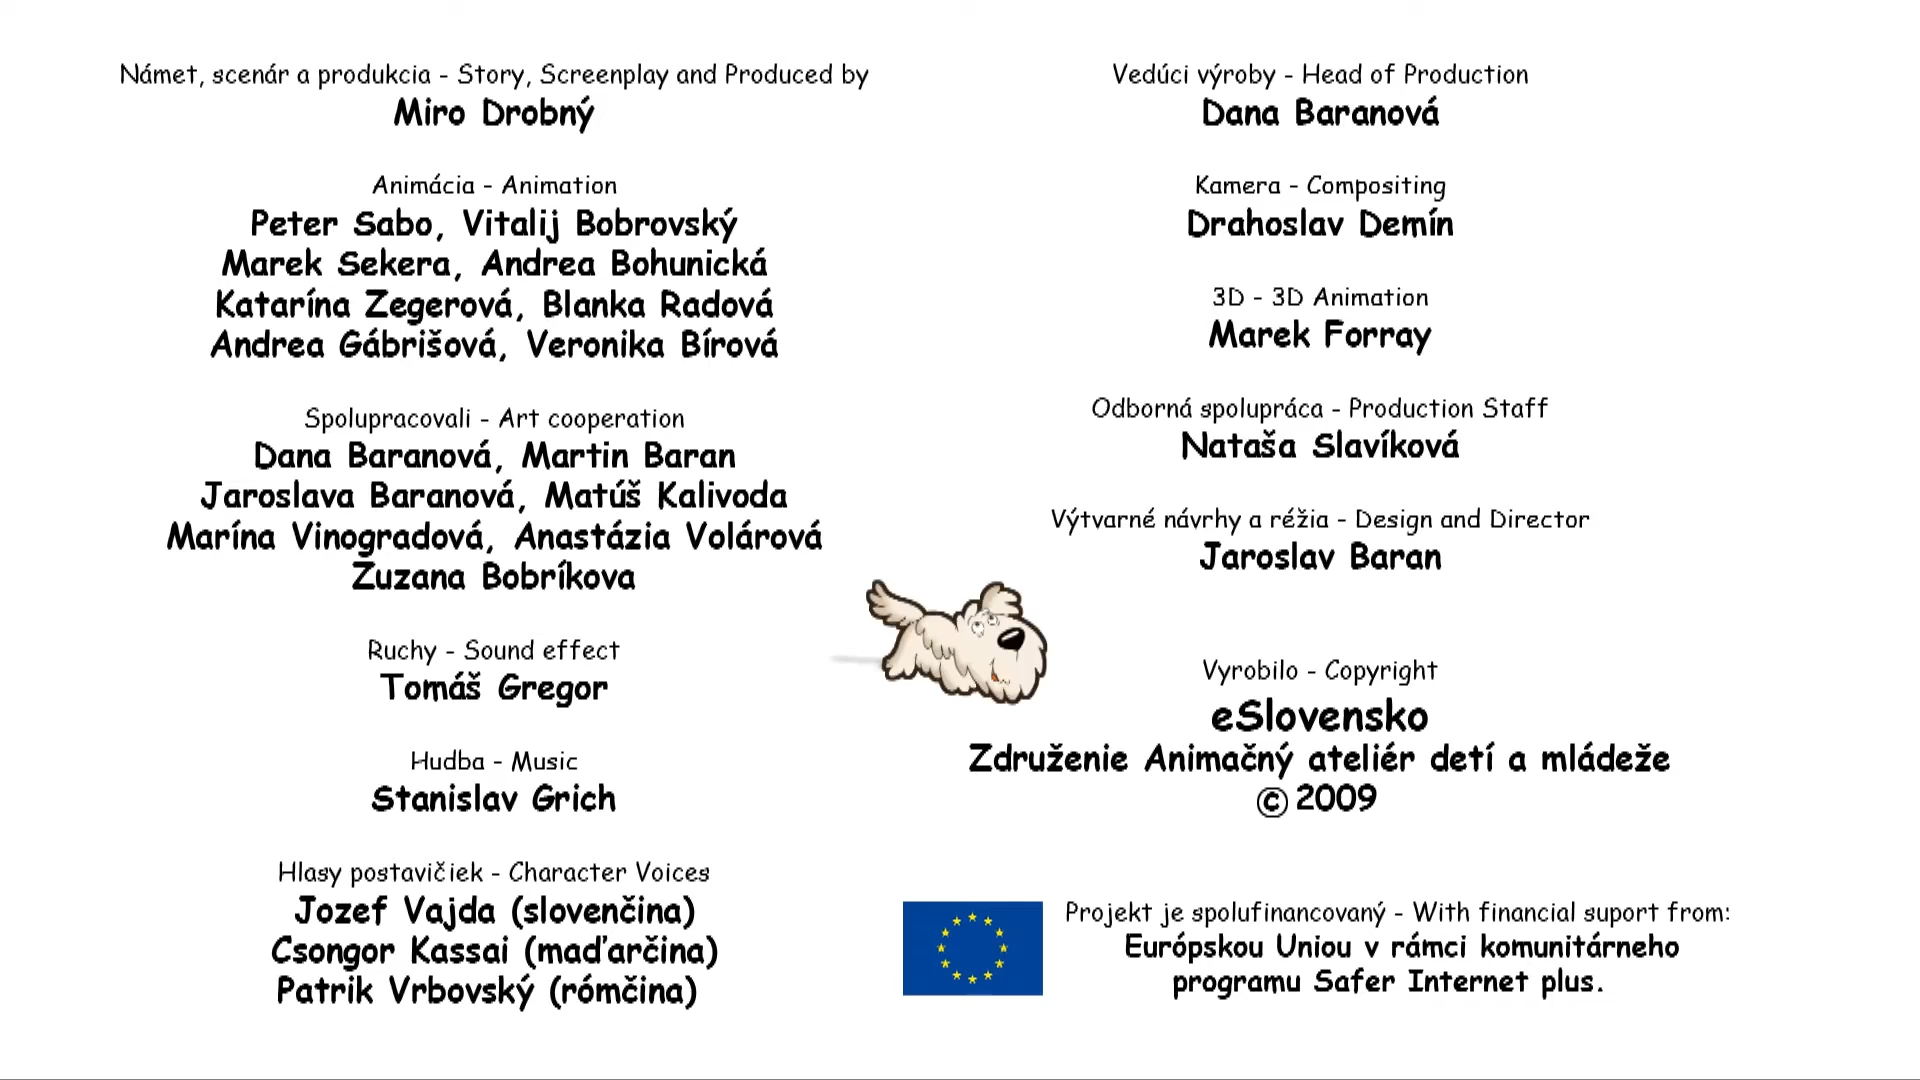 Námet, scenár a produkcia - Story, Screenplay and Produced by
Miro Drobný
Animácia - Animation
Peter Sabo, Vitalij Bobrovský
Marek Sekera, Andrea Bohunická
Katarína Zegerová, Blanka Radová
Andrea Gábrišová, Veronika Bírová
Spolupracovali - Art cooperation
Dana Baranová, Martin Baran
Jaroslava Baranová, Matúš Kalivoda
Marína Vinogradová, Anastázia Volárová
Zuzana Bobríkova
Ruchy - Sound effect
Tomáš Gregor
Hudba - Music
Stanislav Grich
Hlasy postavičiek - Character Voices
Jozef Vajda (slovenčina)
Csongor Kassai (maďarčina)
Patrik Vrbovský (rómčina)
Vedúci výroby - Head of Production
Dana Baranová
Kamera - Compositing
Drahoslav Demín
3D - 3D Animation
Marek Forray
Odborná spolupráca - Production Staff
Nataša Slavíková
Výtvarné návrhy a réžia - Design and Director
Jaroslav Baran
Vyrobilo - Copyright
eSlovensko
Združenie Animačný ateliér detí a mládeže
© 2009
Projekt je spolufinancovaný - With financial suport from:
Európskou Uniou v rámci komunitárneho
programu Safer Internet plus.